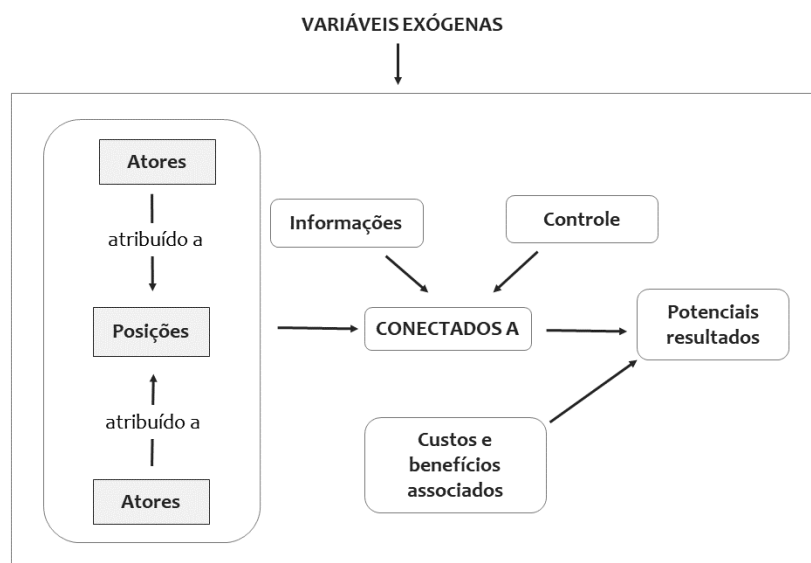 VARIÁVEIS EXÓGENAS
Atores
atribuído a
Posições
atribuído a
Atores
Informações
Controle
CONECTADOS A
Potenciais
resultados
Custos e
benefícios
associados